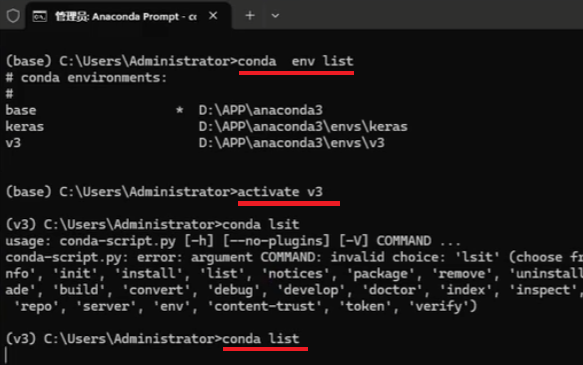 管理员: Anaconda Prompt - co
(base) C:\Users\Administrator>conda  env list
# conda environments:
#
base                  *  D:\APP\anaconda3
keras                    D:\APP\anaconda3\envs\keras
v3                       D:\APP\anaconda3\envs\v3
(base) C:\Users\Administrator>activate v3
(v3) C:\Users\Administrator>conda lsit
usage: conda-script.py [-h] [--no-plugins] [-V] COMMAND ...
conda-script.py: error: argument COMMAND: invalid choice: 'lsit' (choose fr
nfo', 'init', 'install', 'list', 'notices', 'package', 'remove', 'uninstall
ade', 'build', 'convert', 'debug', 'develop', 'doctor', 'index', 'inspect',
'repo', 'server', 'env', 'content-trust', 'token', 'verify')
(v3) C:\Users\Administrator>conda list